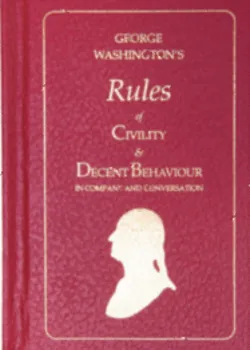 GEORGE
WASHINGTON'S
Rules
of
CIVILITY
&
DECENT BEHAVIOUR
IN COMPANY AND CONVERSATION